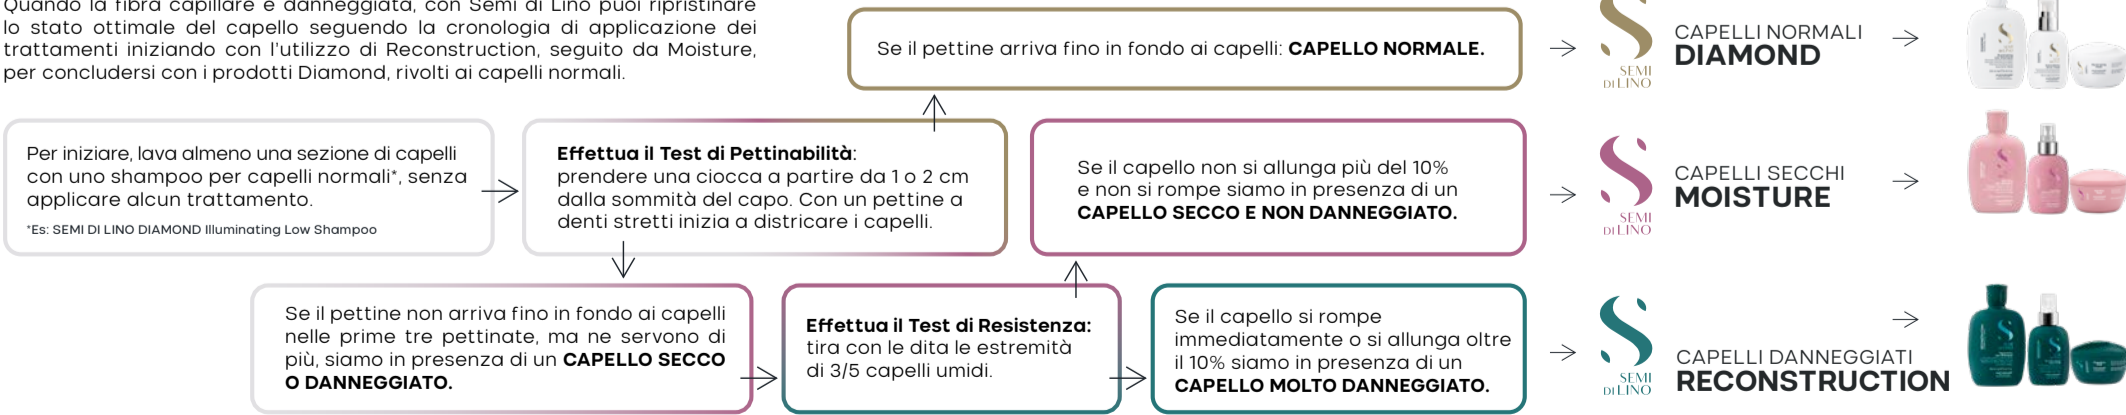 Quando la fibra capillare è danneggiata, con Semi di Lino puoi ripristinare
lo stato ottimale del capello seguendo la cronologia di applicazione dei
trattamenti iniziando con l'utilizzo di Reconstruction, seguito da Moisture,
per concludersi con i prodotti Diamond, rivolti ai capelli normali.
Se il pettine arriva fino in fondo ai capelli: CAPELLO NORMALE.
SEMI
DI LINO
CAPELLI NORMALI
DIAMOND
Per iniziare, lava almeno una sezione di capelli
con uno shampoo per capelli normali*, senza
applicare alcun trattamento.
*Es: SEMI DI LINO DIAMOND Illuminating Low Shampoo
Effettua il Test di Pettinabilità:
prendere una ciocca a partire da 1 o 2 cm
dalla sommità del capo. Con un pettine a
denti stretti inizia a districare i capelli.
Se il capello non si allunga più del 10%
e non si rompe siamo in presenza di un
CAPELLO SECCO E NON DANNEGGIATO.
SEMI
DI LINO
CAPELLI SECCHI
MOISTURE
Se il pettine non arriva fino in fondo ai capelli
nelle prime tre pettinate, ma ne servono di
più, siamo in presenza di un CAPELLO SECCO
O DANNEGGIATO.
Effettua il Test di Resistenza:
tira con le dita le estremità
di 3/5 capelli umidi.
Se il capello si rompe
immediatamente o si allunga oltre
il 10% siamo in presenza di un
CAPELLO MOLTO DANNEGGIATO.
SEMI
DI LINO
CAPELLI DANNEGGIATI
RECONSTRUCTION